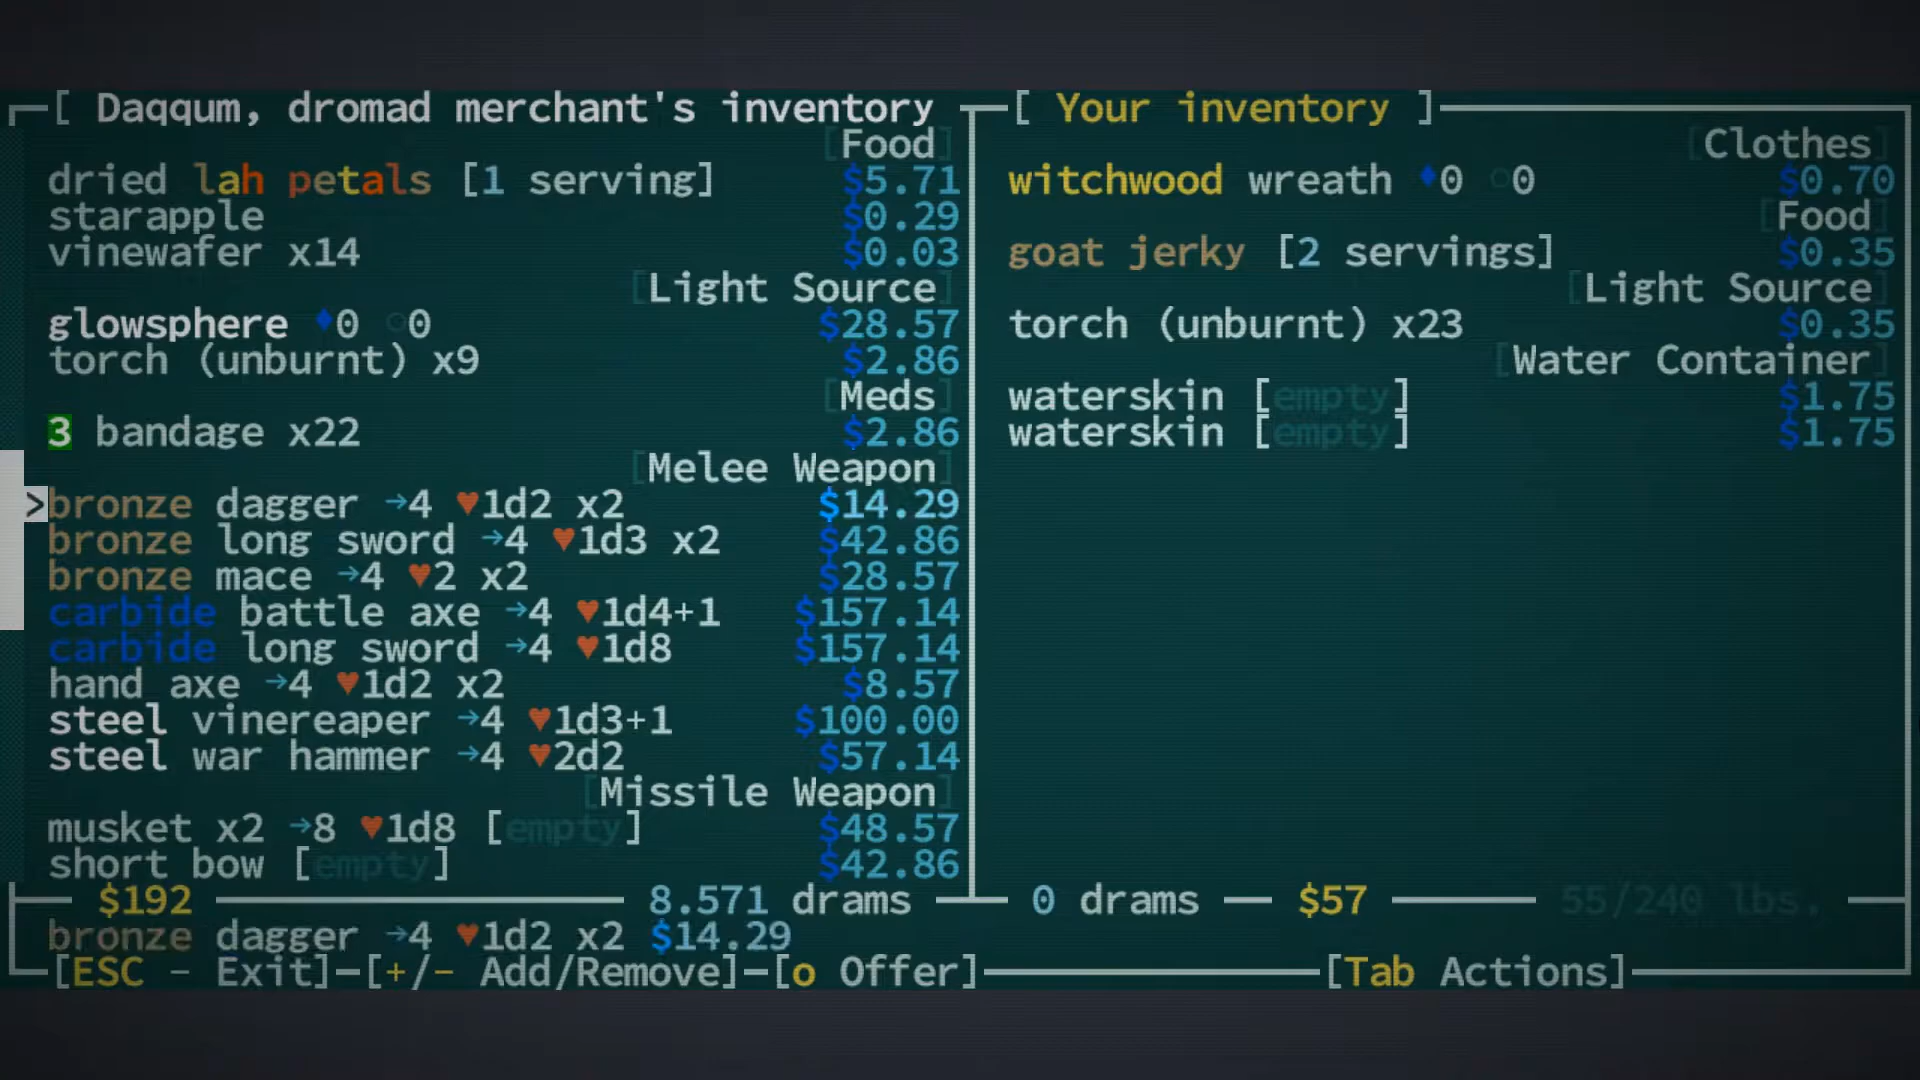 [ Daqqum, dromad merchant's inventory
[Food]
dried lah petals [1 serving] $5.71
starapple $0.29
vinewafer x14 $0.03
[Light Source]
glowsphere ♦0 ○0 $28.57
torch (unburnt) x9 $2.86
[Meds]
3 bandage x22 $2.86
[Melee Weapon]
>bronze dagger →4 ♥1d2 x2 $14.29
bronze long sword →4 ♥1d3 x2 $42.86
bronze mace →4 ♥2 x2 $28.57
carbide battle axe →4 ♥1d4+1 $157.14
carbide long sword →4 ♥1d8 $157.14
hand axe →4 ♥1d2 x2 $8.57
steel vinereaper →4 ♥1d3+1 $100.00
steel war hammer →4 ♥2d2 $57.14
[Missile Weapon]
musket x2 →8 ♥1d8 [empty] $48.57
short bow [empty] $42.86
$192 8.571 drams
[ Your inventory ]
[Clothes]
witchwood wreath ♦0 ○0 $0.70
[Food]
goat jerky [2 servings] $0.35
[Light Source]
torch (unburnt) x23 $0.35
[Water Container]
waterskin [empty] $1.75
waterskin [empty] $1.75
0 drams — $57 55/240 lbs.
bronze dagger →4 ♥1d2 x2 $14.29
[ESC - Exit]—[+/- Add/Remove]—[o Offer] [Tab Actions]